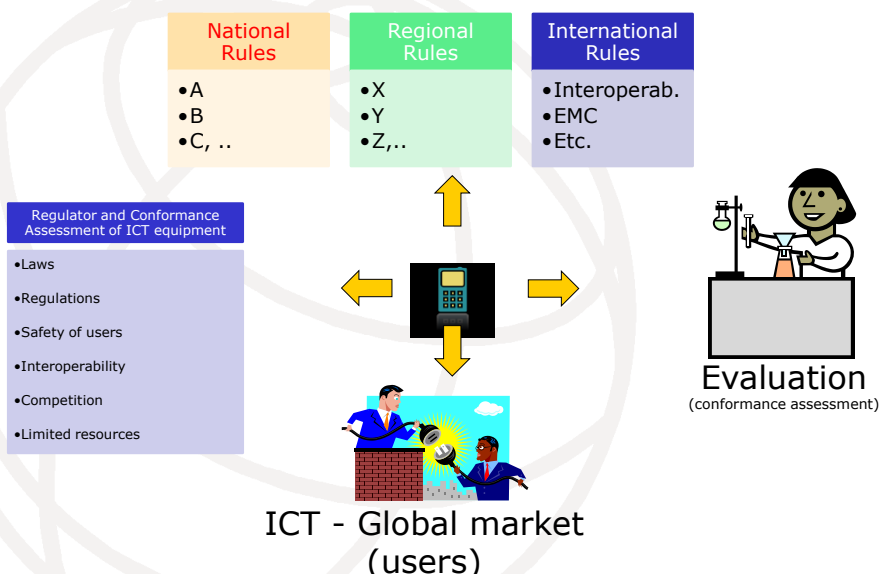 National
Rules
•A
•B
•C, ..
Regional
Rules
•X
•Y
•Z,..
International
Rules
•Interoperab.
•EMC
•Etc.
Regulator and Conformance
Assessment of ICT equipment
•Laws
•Regulations
•Safety of users
•Interoperability
•Competition
•Limited resources
Evaluation
(conformance assessment)
ICT - Global market
(users)